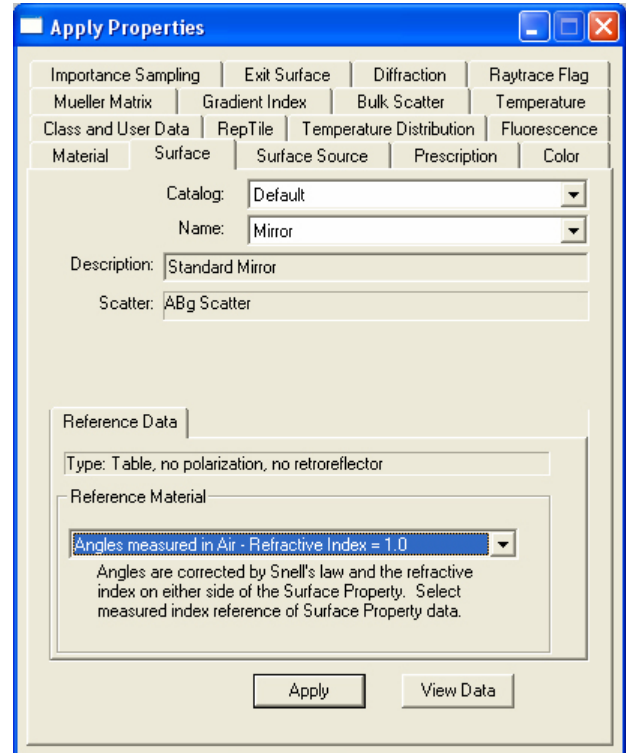 Apply Properties
Importance Sampling Exit Surface Diffraction Raytrace Flag
Mueller Matrix Gradient Index Bulk Scatter Temperature
Class and User Data RepTile Temperature Distribution Fluorescence
Material Surface Surface Source Prescription Color
Catalog: Default
Name: Mirror
Description: Standard Mirror
Scatter: ABg Scatter
Reference Data
Type: Table, no polarization, no retroreflector
Reference Material
Angles measured in Air - Refractive Index = 1.0
Angles are corrected by Snell's law and the refractive
index on either side of the Surface Property. Select
measured index reference of Surface Property data.
Apply View Data